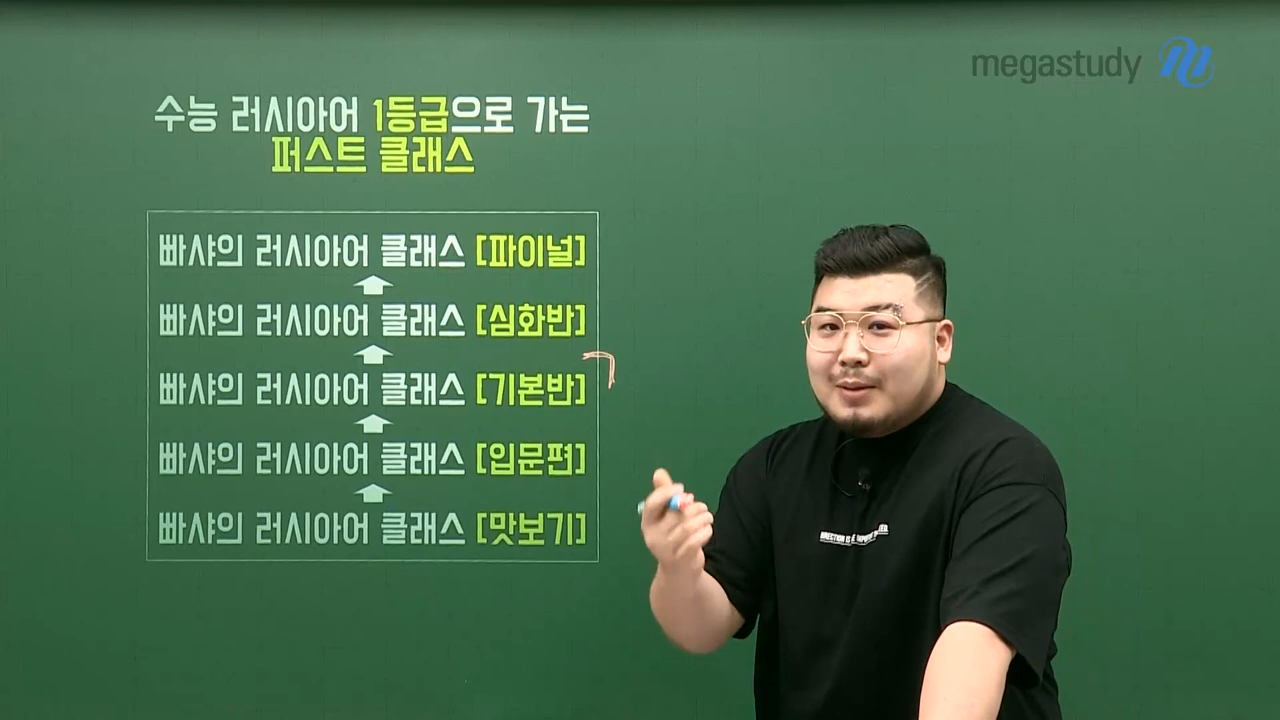 megastudy
수능 러시아어 1등급으로 가는
퍼스트 클래스
빠샤의 러시아어 클래스 [파이널]
빠샤의 러시아어 클래스 [심화반]
빠샤의 러시아어 클래스 [기본반]
빠샤의 러시아어 클래스 [입문편]
빠샤의 러시아어 클래스 [맛보기]
DIRECTION IS